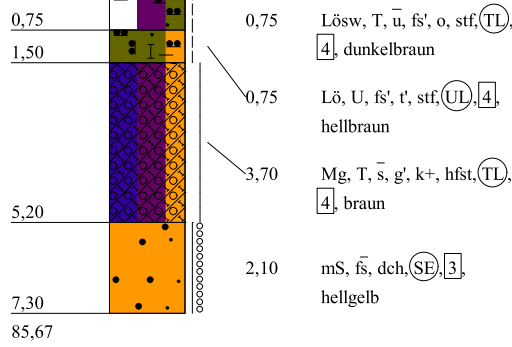 0,75 0,75 Lösw, T, u̅, fs', o, stf, TL,
4, dunkelbraun
1,50
0,75 Lö, U, fs', t', stf, UL, 4,
hellbraun
3,70 Mg, T, s̅, g', k+, hfst, TL,
4, braun
5,20
2,10 mS, fs̅, dch, SE, 3,
hellgelb
7,30
85,67